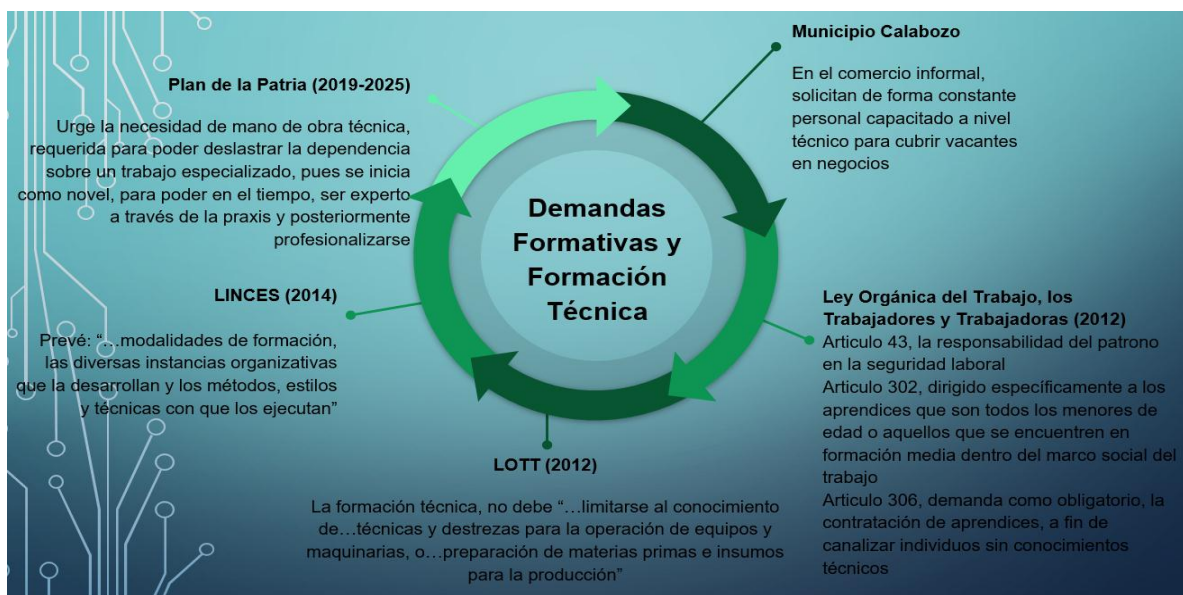 Municipio Calabozo
En el comercio informal,
solicitan de forma constante
personal capacitado a nivel
técnico para cubrir vacantes
en negocios
Plan de la Patria (2019-2025)
Urge la necesidad de mano de obra técnica,
requerida para poder deslastrar la dependencia
sobre un trabajo especializado, pues se inicia
como novel, para poder en el tiempo, ser experto
a través de la praxis y posteriormente
profesionalizarse
Demandas
Formativas y
Formación
Técnica
LINCES (2014)
Prevé: “…modalidades de formación,
las diversas instancias organizativas
que la desarrollan y los métodos, estilos
y técnicas con que los ejecutan”
Ley Orgánica del Trabajo, los
Trabajadores y Trabajadoras (2012)
Articulo 43, la responsabilidad del patrono
en la seguridad laboral
Articulo 302, dirigido específicamente a los
aprendices que son todos los menores de
edad o aquellos que se encuentren en
formación media dentro del marco social del
trabajo
Articulo 306, demanda como obligatorio, la
contratación de aprendices, a fin de
canalizar individuos sin conocimientos
técnicos
LOTT (2012)
La formación técnica, no debe “…limitarse al conocimiento
de…técnicas y destrezas para la operación de equipos y
maquinarias, o…preparación de materias primas e insumos
para la producción”